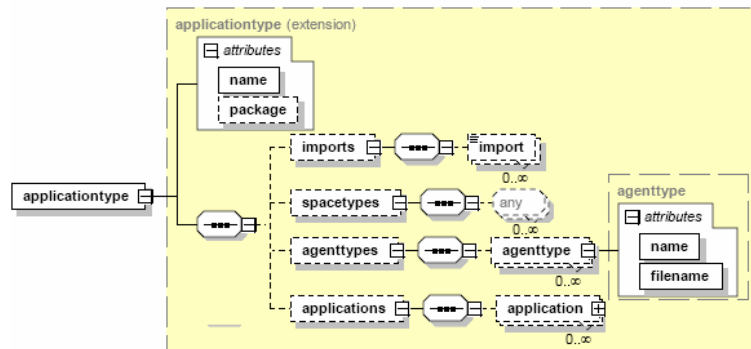 applicationtype (extension)
attributes
name
package
imports
import
0..∞
applicationtype
spacetypes
any
0..∞
agenttypes
agenttype
0..∞
agenttype
attributes
name
filename
applications
application
0..∞